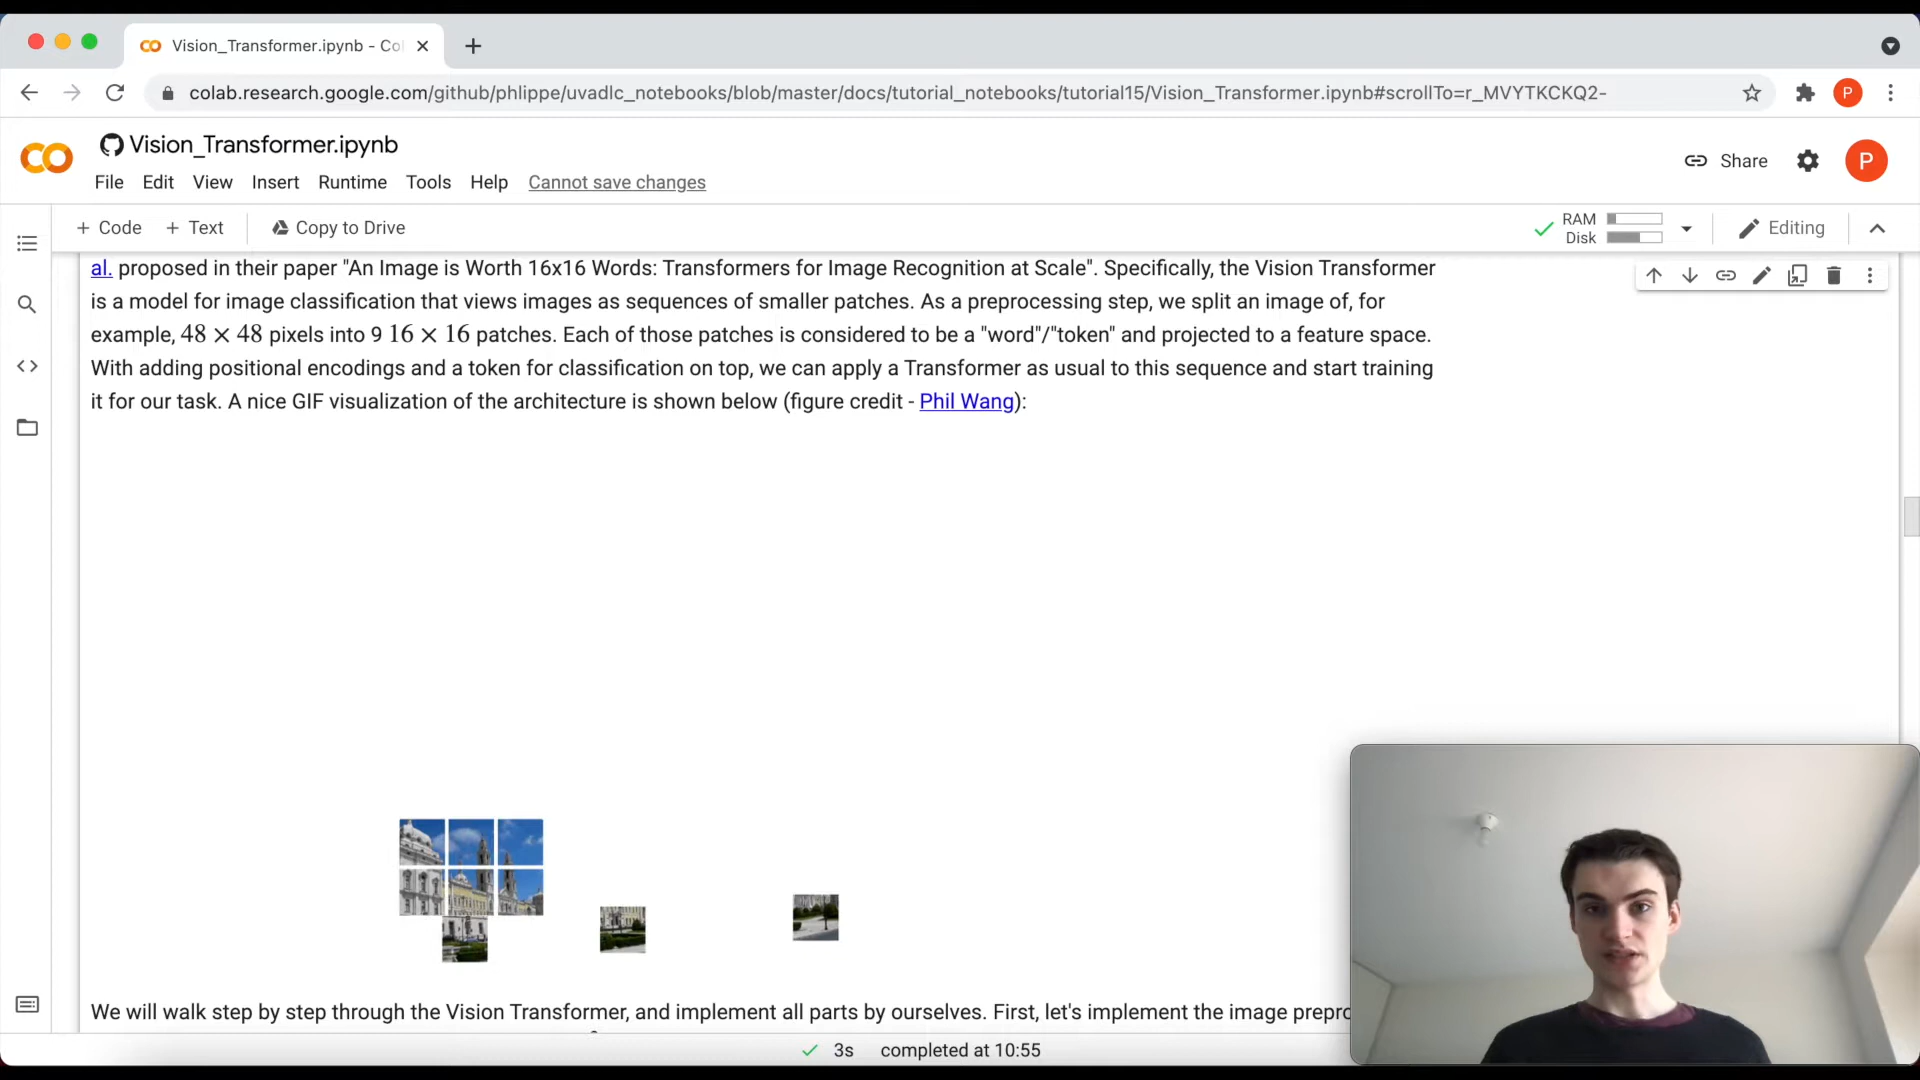 Vision_Transformer.ipynb - Co
colab.research.google.com/github/phlippe/uvadlc_notebooks/blob/master/docs/tutorial_notebooks/tutorial15/Vision_Transformer.ipynb#scrollTo=r_MVYTKCKQ2-
P
Vision_Transformer.ipynb
Share
P
File Edit View Insert Runtime Tools Help Cannot save changes
+ Code + Text Copy to Drive
RAM
Disk
Editing
al. proposed in their paper "An Image is Worth 16x16 Words: Transformers for Image Recognition at Scale". Specifically, the Vision Transformer
is a model for image classification that views images as sequences of smaller patches. As a preprocessing step, we split an image of, for
example, 48 × 48 pixels into 9 16 × 16 patches. Each of those patches is considered to be a "word"/"token" and projected to a feature space.
With adding positional encodings and a token for classification on top, we can apply a Transformer as usual to this sequence and start training
it for our task. A nice GIF visualization of the architecture is shown below (figure credit - Phil Wang):
We will walk step by step through the Vision Transformer, and implement all parts by ourselves. First, let's implement the image prepro
3s completed at 10:55